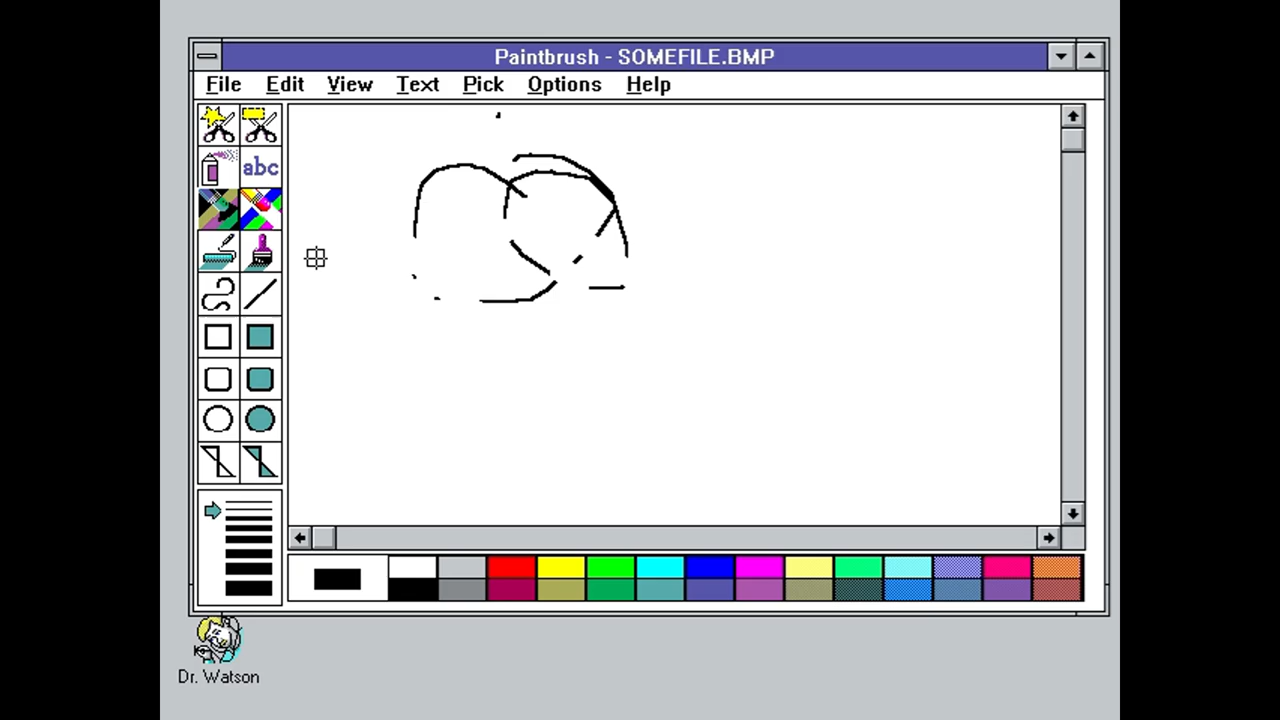 Paintbrush - SOMEFILE.BMP
File Edit View Text Pick Options Help
abc
Dr. Watson